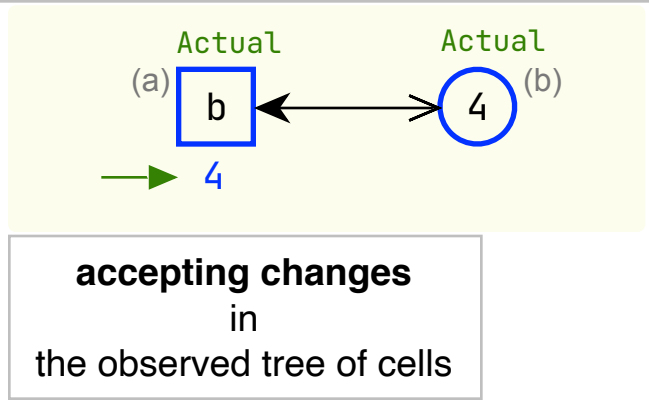 Actual Actual
(a) b 4 (b)
4
accepting changes
in
the observed tree of cells